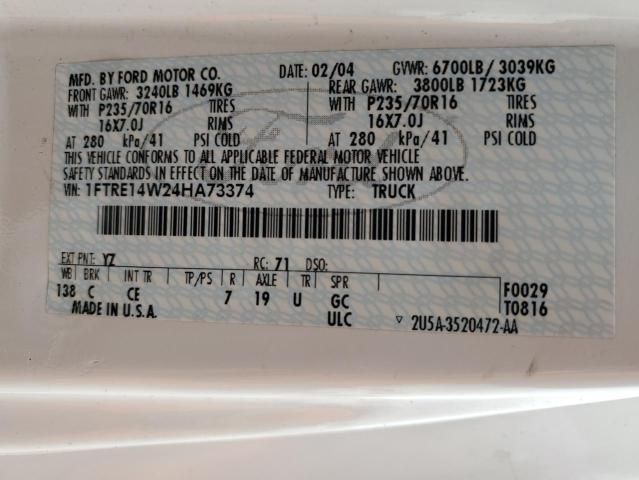 MFD. BY FORD MOTOR CO. DATE: 02/04 GVWR: 6700LB/ 3039KG
FRONT GAWR: 3240LB 1469KG REAR GAWR: 3800LB 1723KG
WITH P235/70R16 TIRES WITH P235/70R16 TIRES
16X7.0J RIMS 16X7.0J RIMS
AT 280 kPa/41 PSI COLD AT 280 kPa/41 PSI COLD
THIS VEHICLE CONFORMS TO ALL APPLICABLE FEDERAL MOTOR VEHICLE
SAFETY STANDARDS IN EFFECT ON THE DATE OF MANUFACTURE SHOWN ABOVE.
VIN: 1FTRE14W24HA73374 TYPE: TRUCK
EXT PNT: YZ RC: 71 DSO:
WB BRK INT TR TP/PS R AXLE TR SPR F0029
138 C CE 7 19 U GC T0816
MADE IN U.S.A. ULC ▽ 2U5A-3520472-AA